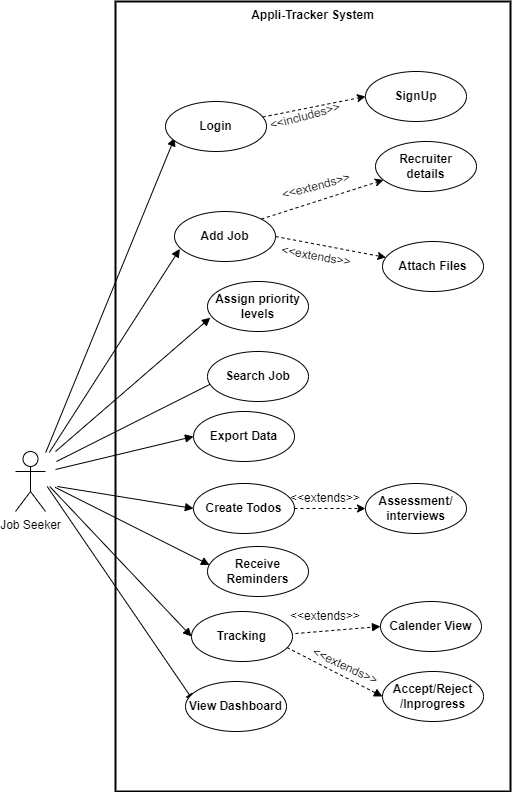 Appli-Tracker System
SignUp
<<includes>>
Login
Recruiter
details
<<extends>>
Add Job
<<extends>>
Attach Files
Assign priority
levels
Search Job
Export Data
Job Seeker
Create Todos
<<extends>>
Assessment/
interviews
Receive
Reminders
Tracking
<<extends>>
Calender View
<<extends>>
Accept/Reject
/Inprogress
View Dashboard